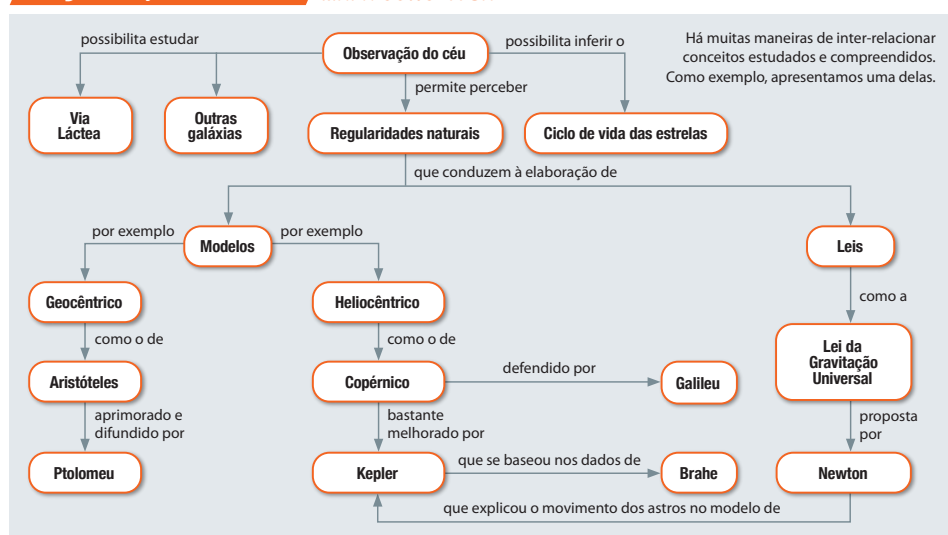 possibilita estudar
Observação do céu
possibilita inferir o
Há muitas maneiras de inter-relacionar
conceitos estudados e compreendidos.
Como exemplo, apresentamos uma delas.
permite perceber
Via
Láctea
Outras
galáxias
Regularidades naturais
Ciclo de vida das estrelas
que conduzem à elaboração de
por exemplo
Modelos
por exemplo
Leis
Geocêntrico
Heliocêntrico
como a
como o de
como o de
Lei da
Gravitação
Universal
Aristóteles
Copérnico
defendido por
Galileu
aprimorado e
difundido por
bastante
melhorado por
proposta
por
Ptolomeu
Kepler
que se baseou nos dados de
Brahe
Newton
que explicou o movimento dos astros no modelo de